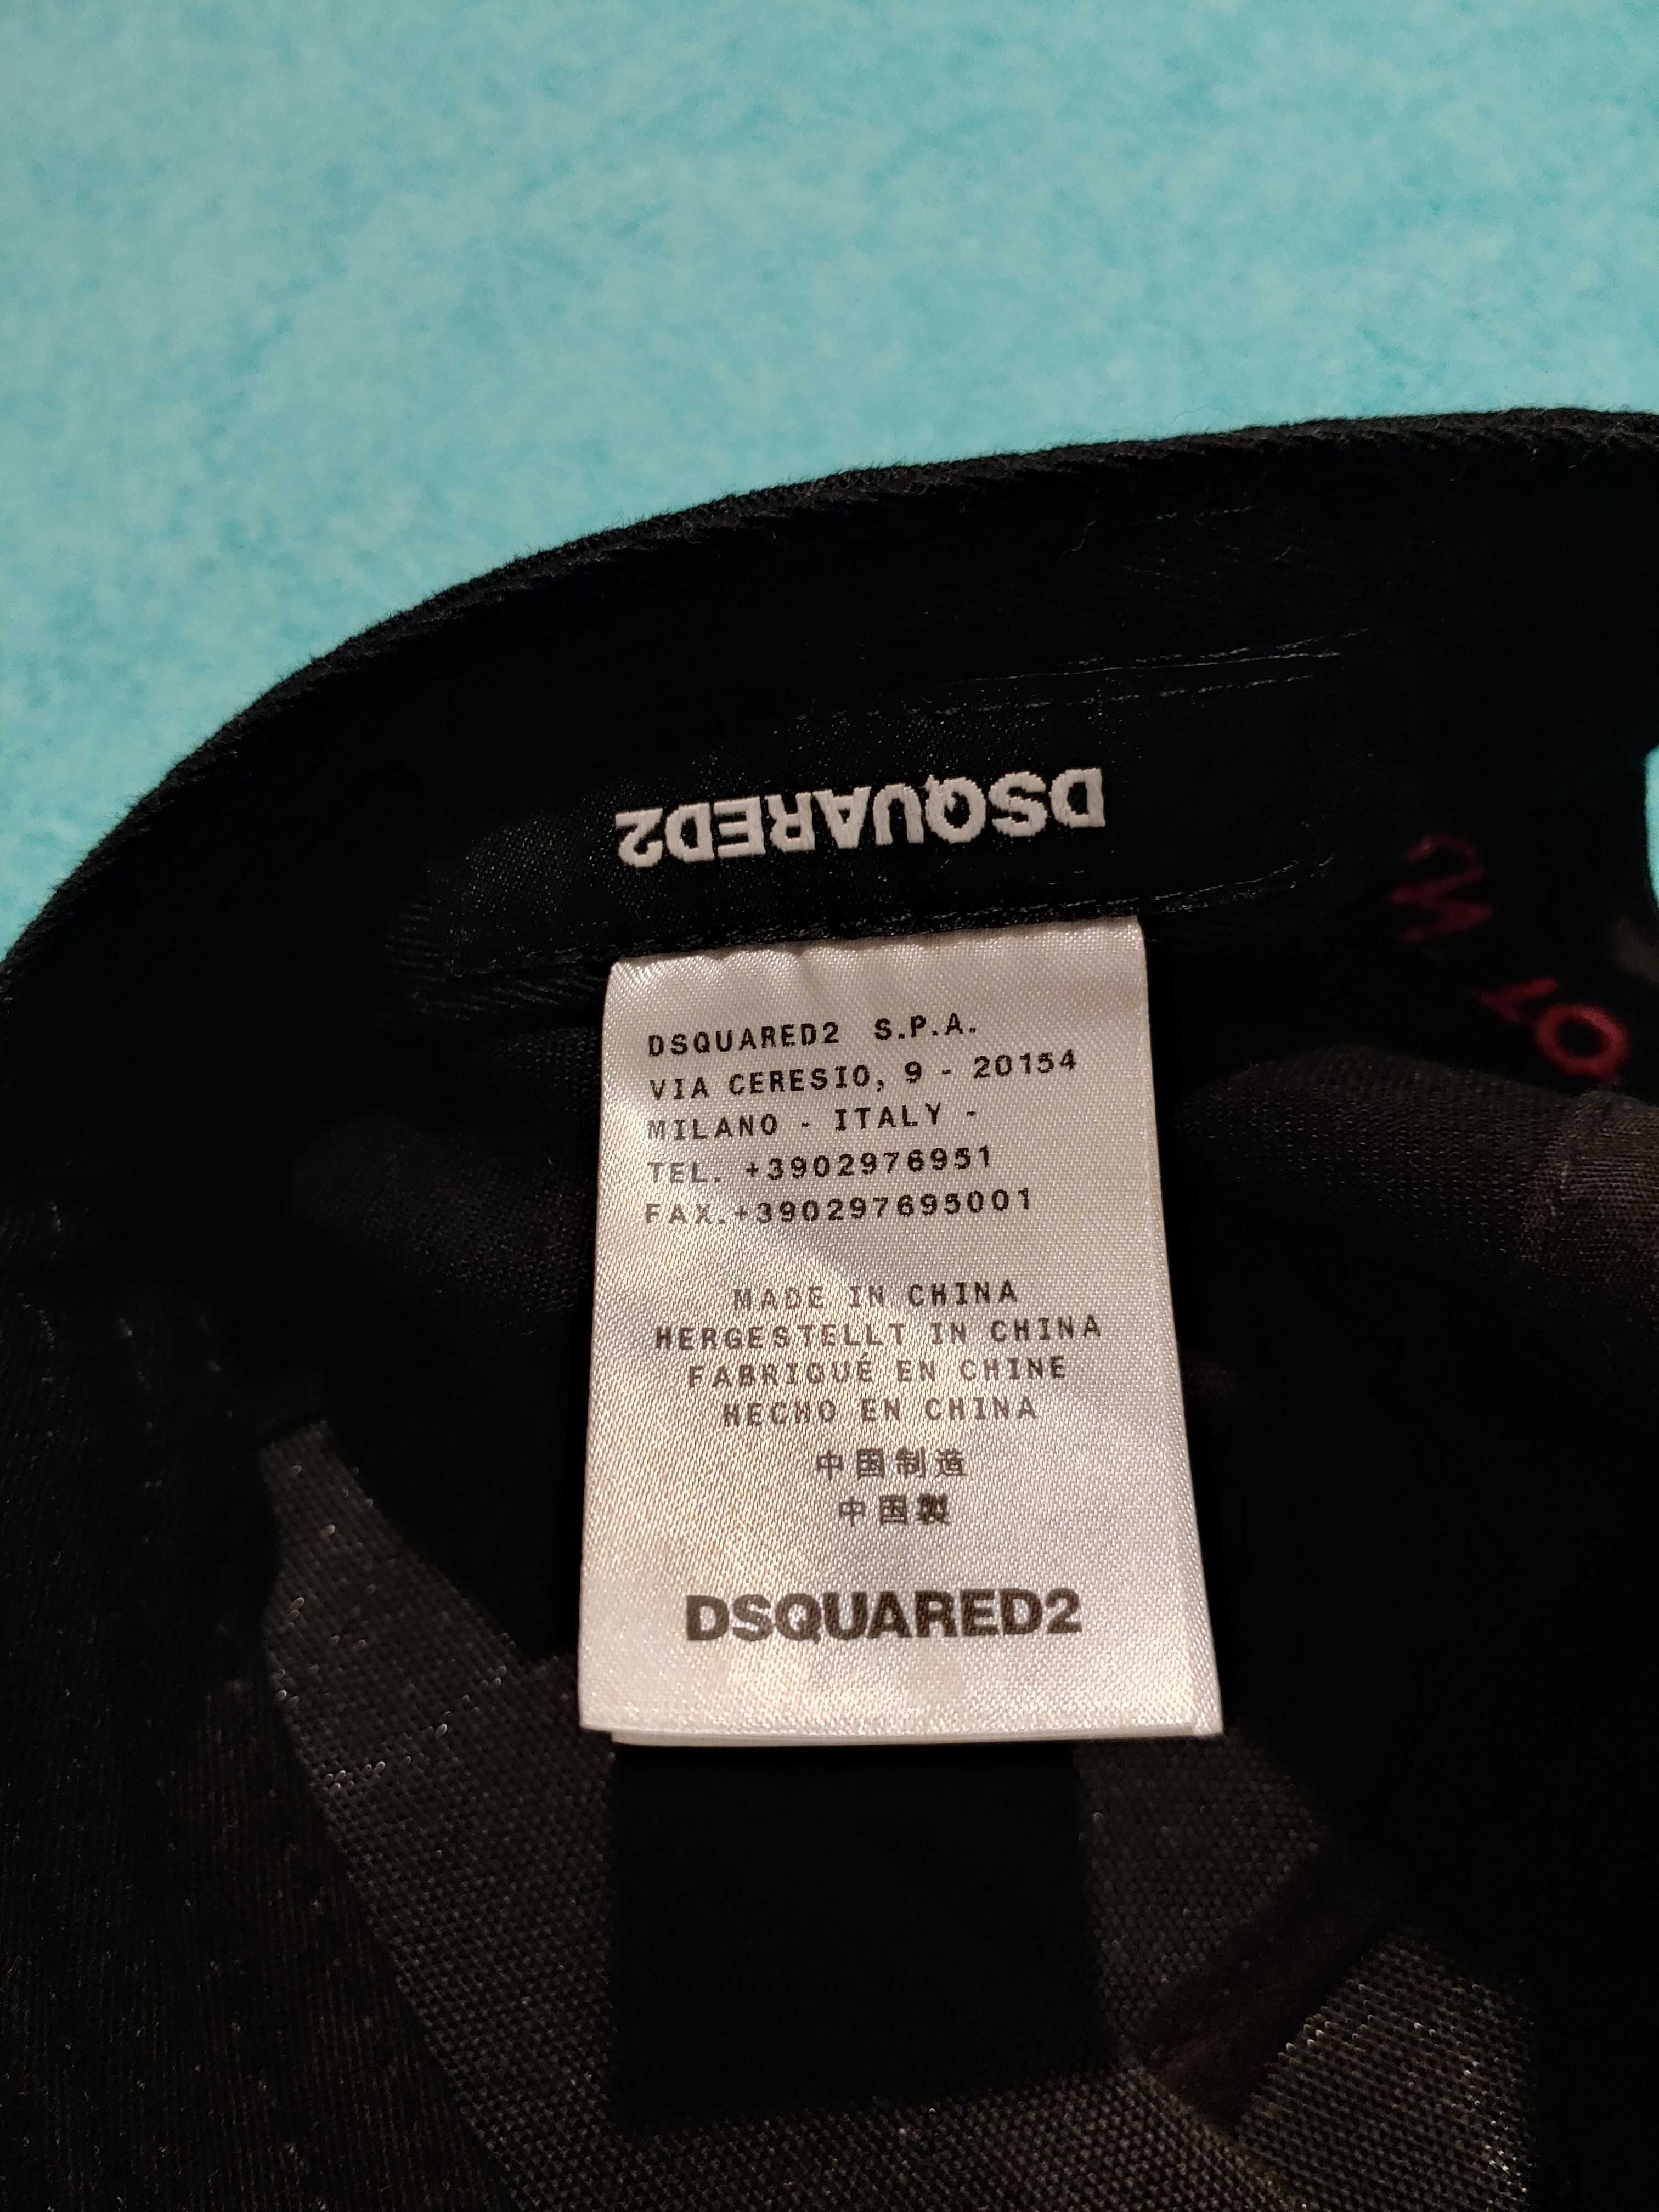 DSQUARED2
DSQUARED2 S.P.A.
VIA CERESIO, 9 - 20154
MILANO - ITALY -
TEL. +3902976951
FAX.+390297695001
MADE IN CHINA
HERGESTELLT IN CHINA
FABRIQUÉ EN CHINE
HECHO EN CHINA
中国制造
中国製
DSQUARED2